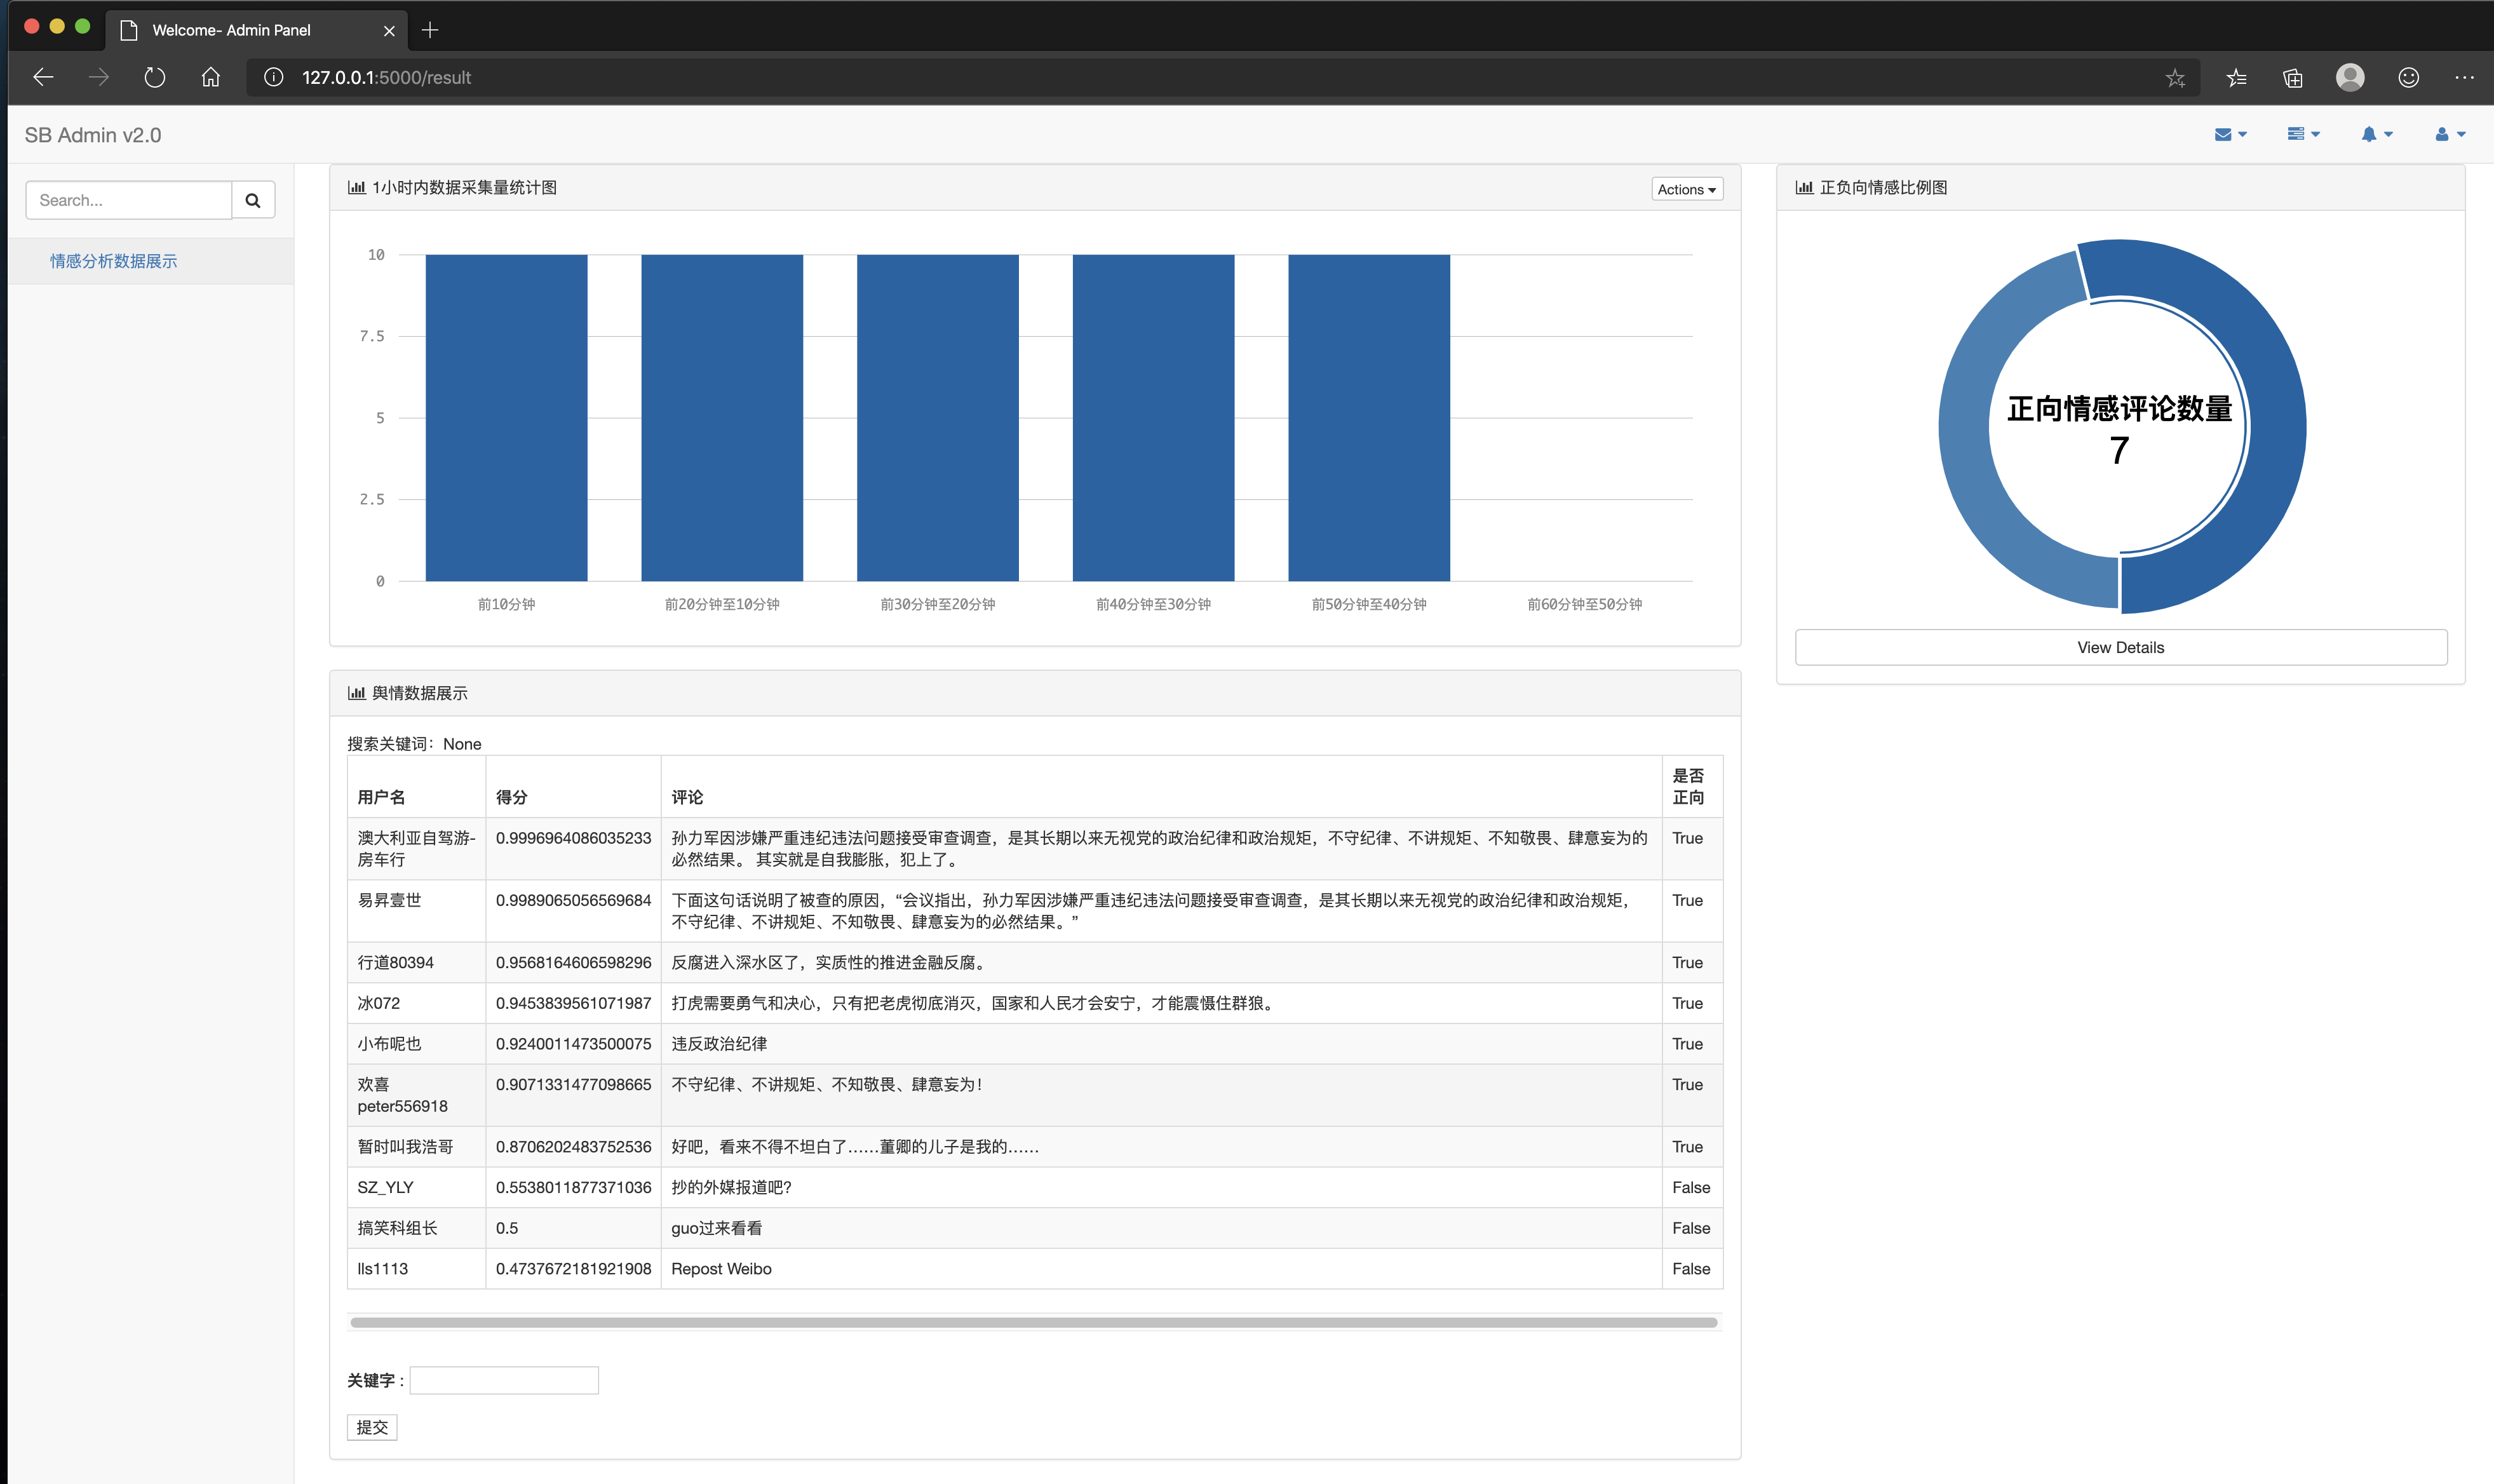 Welcome- Admin Panel
127.0.0.1:5000/result
SB Admin v2.0
Search...
情感分析数据展示
1小时内数据采集量统计图
Actions
10
7.5
5
2.5
0
前10分钟
前20分钟至10分钟
前30分钟至20分钟
前40分钟至30分钟
前50分钟至40分钟
前60分钟至50分钟
正负向情感比例图
正向情感评论数量
7
View Details
舆情数据展示
搜索关键词：None
用户名 得分 评论 是否
正向
澳大利亚自驾游- 0.9996964086035233 孙力军因涉嫌严重违纪违法问题接受审查调查，是其长期以来无视党的政治纪律和政治规矩，不守纪律、不讲规矩、不知敬畏、肆意妄为的 True
房车行 必然结果。 其实就是自我膨胀，犯上了。
易昇壹世 0.9989065056569684 下面这句话说明了被查的原因，“会议指出，孙力军因涉嫌严重违纪违法问题接受审查调查，是其长期以来无视党的政治纪律和政治规矩， True
不守纪律、不讲规矩、不知敬畏、肆意妄为的必然结果。”
行道80394 0.9568164606598296 反腐进入深水区了，实质性的推进金融反腐。 True
冰072 0.9453839561071987 打虎需要勇气和决心，只有把老虎彻底消灭，国家和人民才会安宁，才能震慑住群狼。 True
小布呢也 0.9240011473500075 违反政治纪律 True
欢喜 0.9071331477098665 不守纪律、不讲规矩、不知敬畏、肆意妄为！ True
peter556918
暂时叫我浩哥 0.8706202483752536 好吧，看来不得不坦白了……董卿的儿子是我的…… True
SZ_YLY 0.5538011877371036 抄的外媒报道吧？ False
搞笑科组长 0.5 guo过来看看 False
lls1113 0.4737672181921908 Repost Weibo False
关键字 :
提交